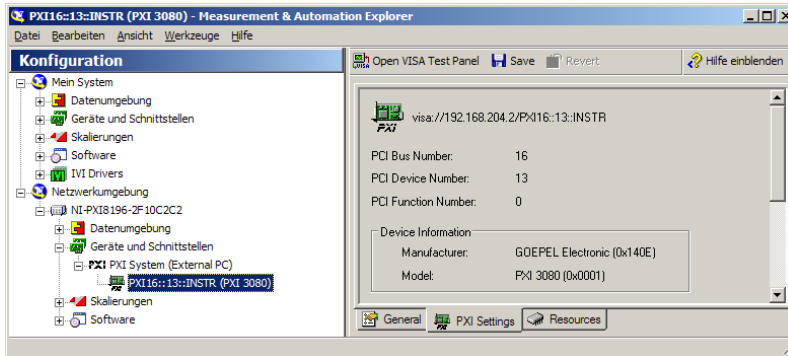 PXI16::13::INSTR (PXI 3080) - Measurement & Automation Explorer
Datei Bearbeiten Ansicht Werkzeuge Hilfe
Konfiguration
Mein System
Datenumgebung
Geräte und Schnittstellen
Skalierungen
Software
IVI Drivers
Netzwerkumgebung
NI-PXI8196-2F10C2C2
Datenumgebung
Geräte und Schnittstellen
PXI PXI System (External PC)
PXI16::13::INSTR (PXI 3080)
Skalierungen
Software
Open VISA Test Panel Save Revert Hilfe einblenden
PXI visa://192.168.204.2/PXI16::13::INSTR
PCI Bus Number: 16
PCI Device Number: 13
PCI Function Number: 0
Device Information
Manufacturer: GOEPEL Electronic (0x140E)
Model: PXI 3080 (0x0001)
General PXI Settings Resources